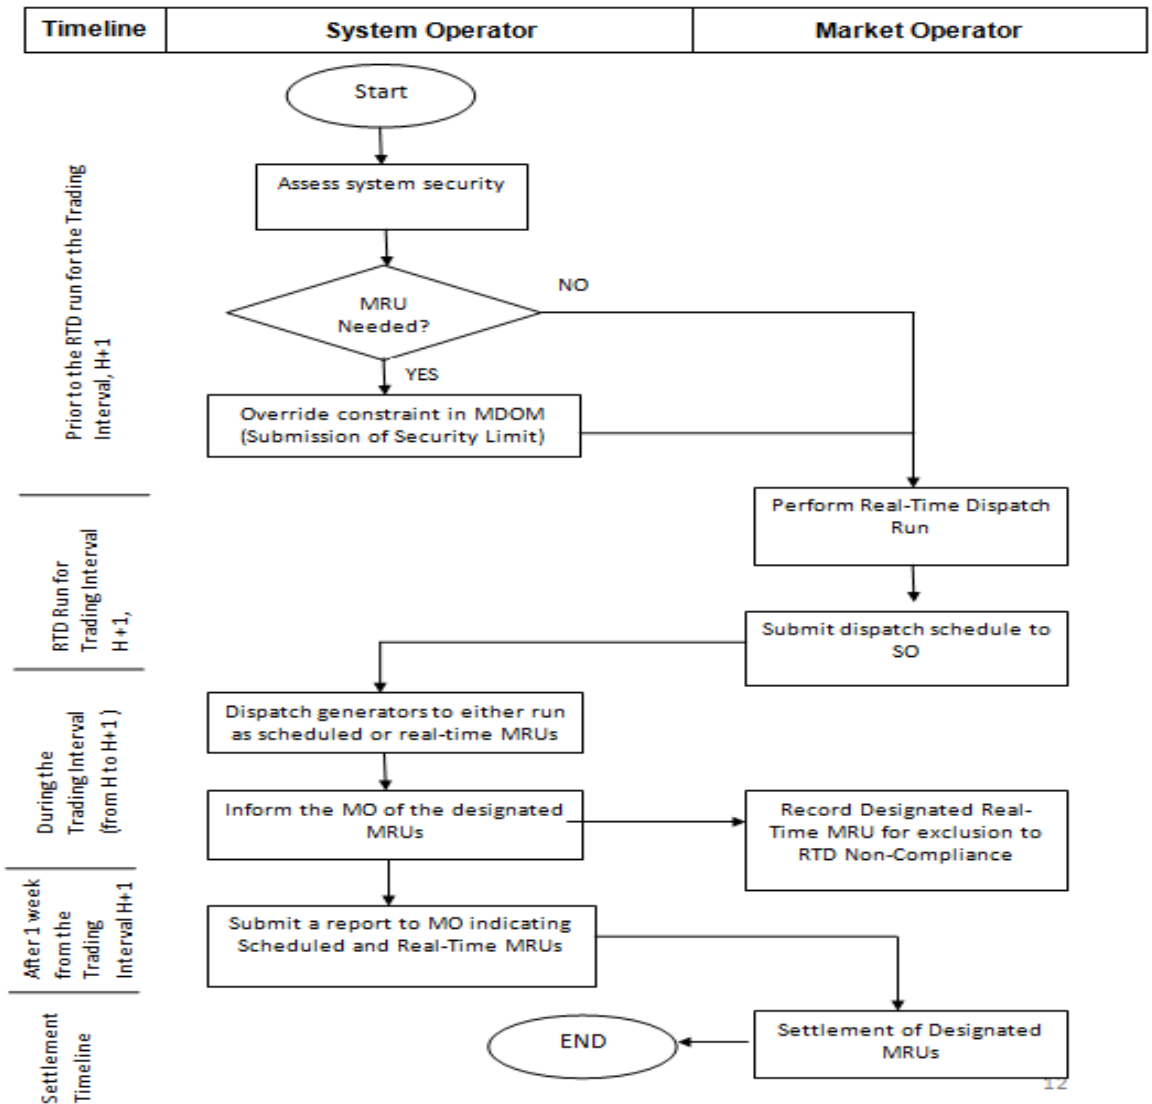 Timeline
System Operator
Market Operator
Start
Prior to the RTD run for the Trading
Interval, H+1
Assess system security
MRU
Needed?
NO
YES
Override constraint in MDOM
(Submission of Security Limit)
RTD Run for
Trading Interval
H+1,
Perform Real-Time Dispatch
Run
Submit dispatch schedule to
SO
During the
Trading Interval
(from H to H+1 )
Dispatch generators to either run
as scheduled or real-time MRUs
Inform the MO of the designated
MRUs
Record Designated Real-
Time MRU for exclusion to
RTD Non-Compliance
After 1 week
from the
Trading
Interval H+1
Submit a report to MO indicating
Scheduled and Real-Time MRUs
Settlement
Timeline
Settlement of Designated
MRUs
END
12